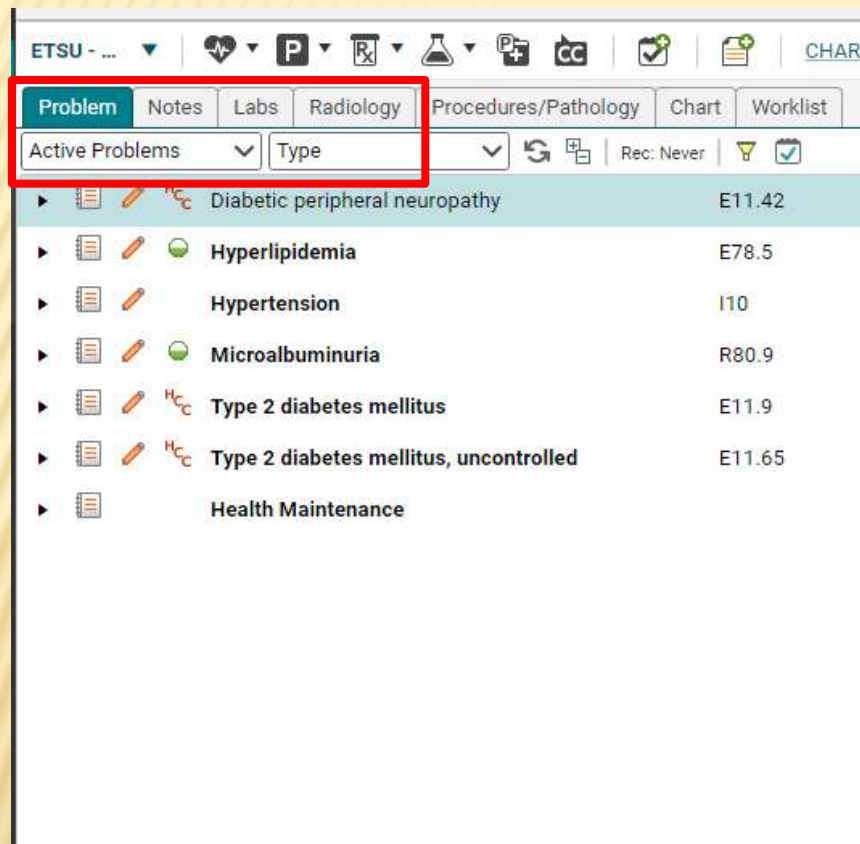 ETSU - ... CHAR
Problem Notes Labs Radiology Procedures/Pathology Chart Worklist
Active Problems Type Rec: Never
HCC Diabetic peripheral neuropathy E11.42
Hyperlipidemia E78.5
Hypertension I10
Microalbuminuria R80.9
HCC Type 2 diabetes mellitus E11.9
HCC Type 2 diabetes mellitus, uncontrolled E11.65
Health Maintenance